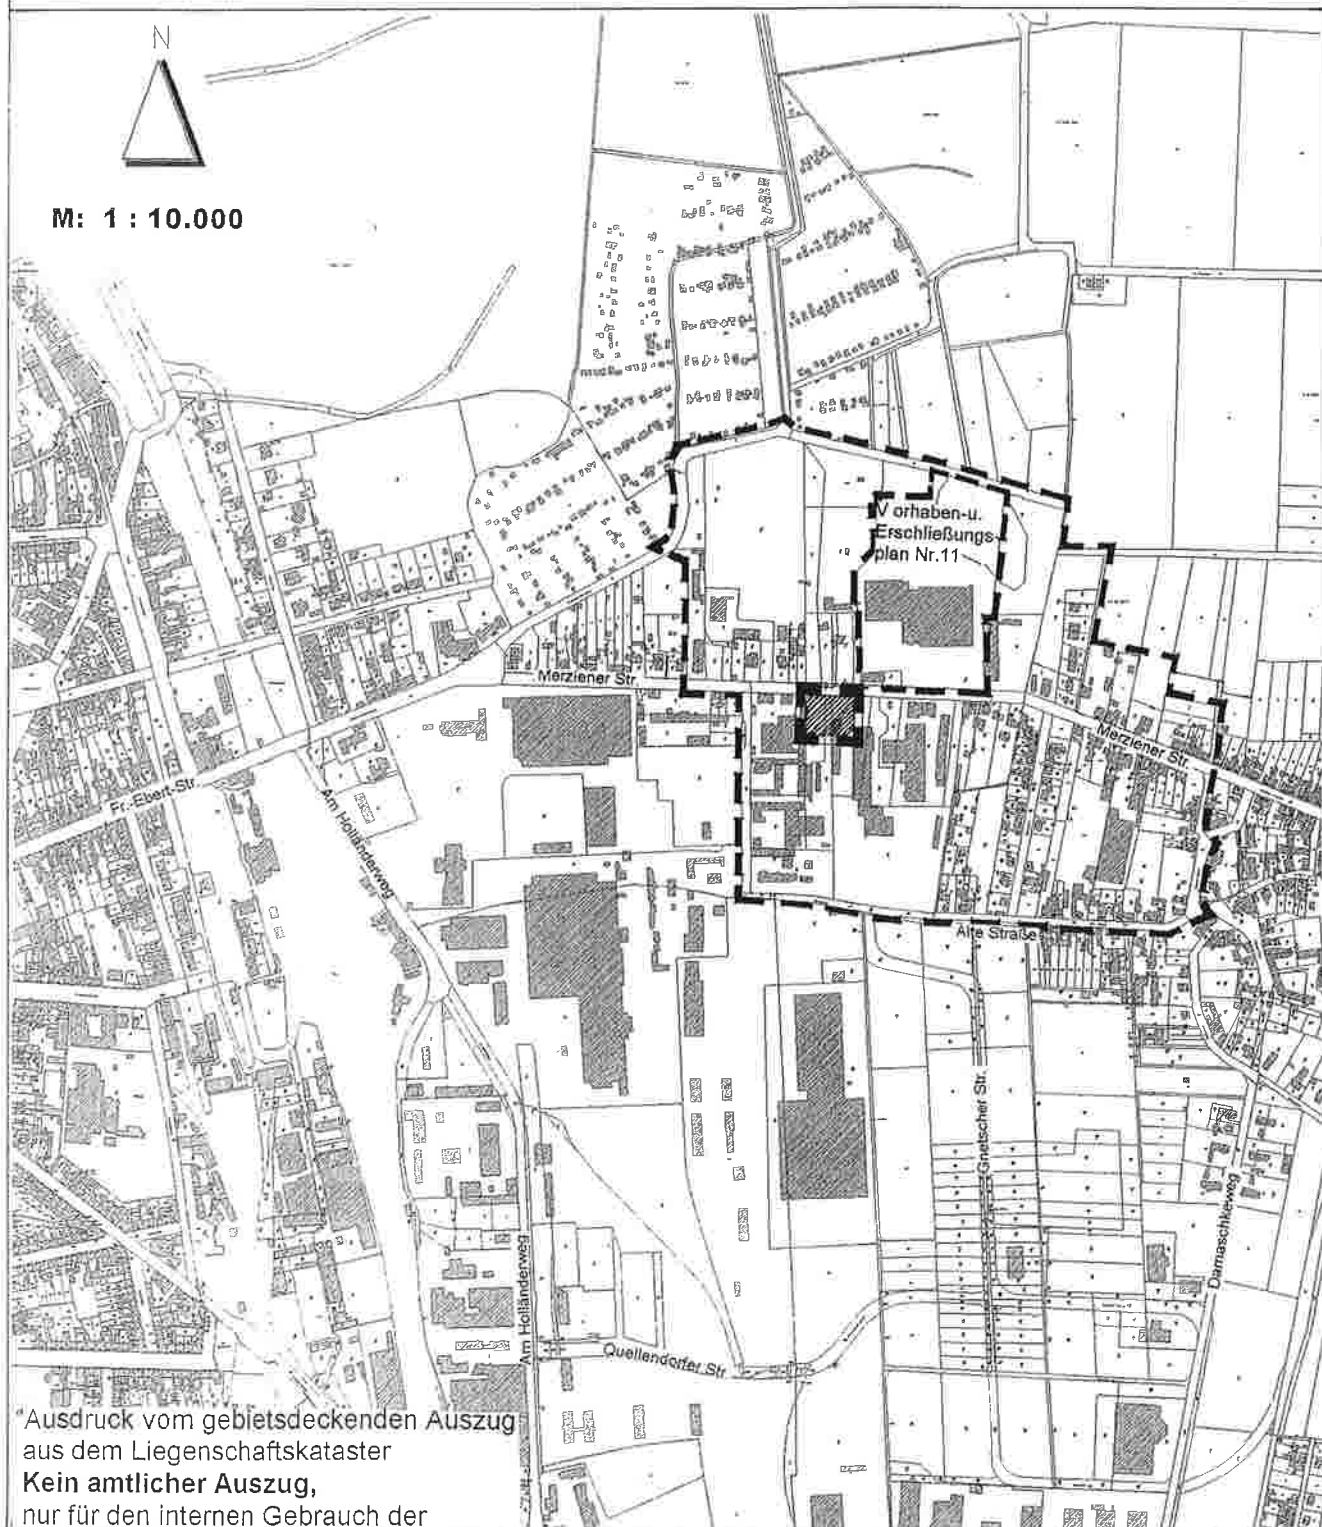 N
M: 1 : 10.000
Vorhaben-u.
Erschließungs-
plan Nr.11
Merziener Str.
Merziener Str.
Fr.-Ebert-Str.
Am Holländerweg
Alte Straße
Gnetscher Str.
Damaschkeweg
Am Holländerweg
Quellendorfer Str.
Ausdruck vom gebietsdeckenden Auszug
aus dem Liegenschaftskataster
Kein amtlicher Auszug,
nur für den internen Gebrauch der